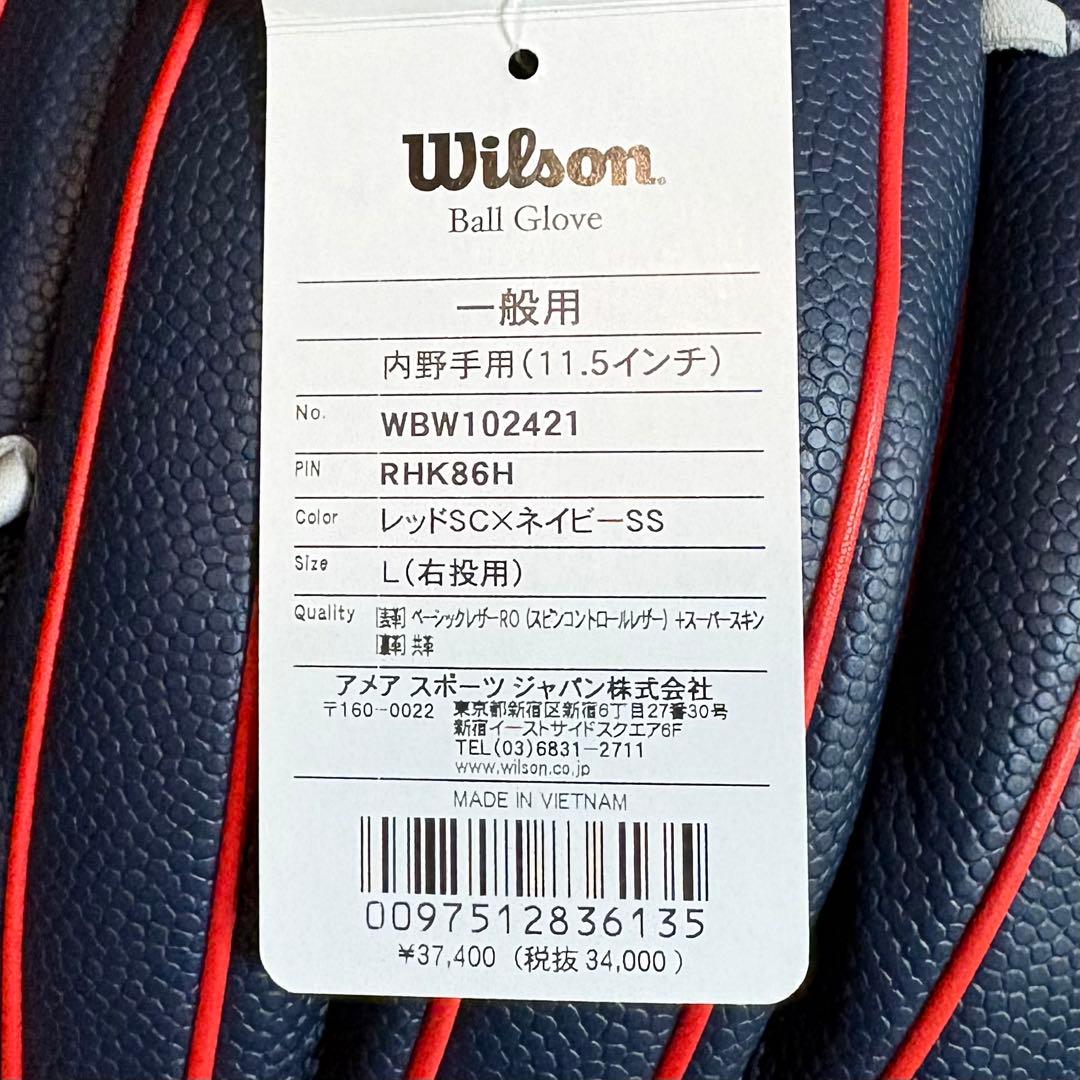 Wilson
Ball Glove
一般用
内野手用(11.5インチ)
No. WBW102421
PIN RHK86H
Color レッドSC×ネイビーSS
Size L(右投用)
Quality [表革] ベーシックレザーRO (スピンコントロールレザー) +スーパースキン
[裏革] 共革
アメア スポーツ ジャパン株式会社
〒160-0022 東京都新宿区新宿6丁目27番30号
新宿イーストサイドスクエア6F
TEL(03)6831-2711
www.wilson.co.jp
MADE IN VIETNAM
0097512836135
¥37,400 (税抜 34,000)